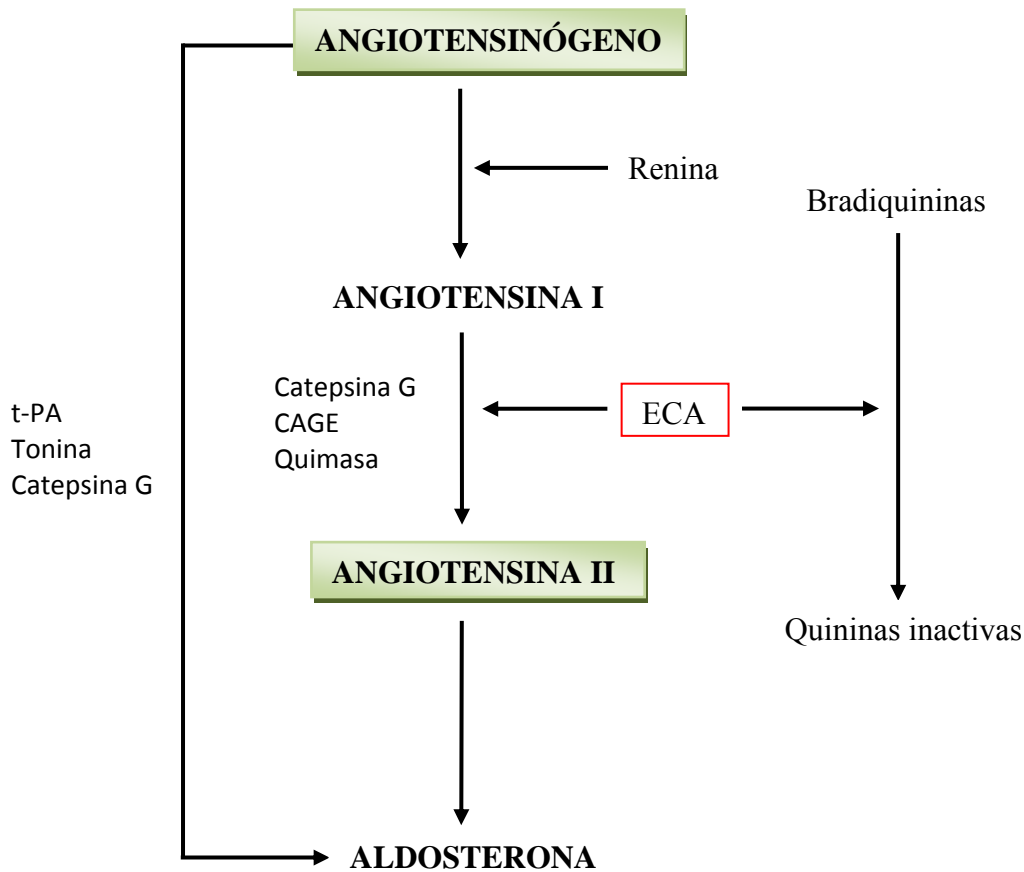 ANGIOTENSINÓGENO
Renina
Bradiquininas
ANGIOTENSINA I
t-PA
Tonina
Catepsina G
Catepsina G
CAGE
Quimasa
ECA
ANGIOTENSINA II
Quininas inactivas
ALDOSTERONA